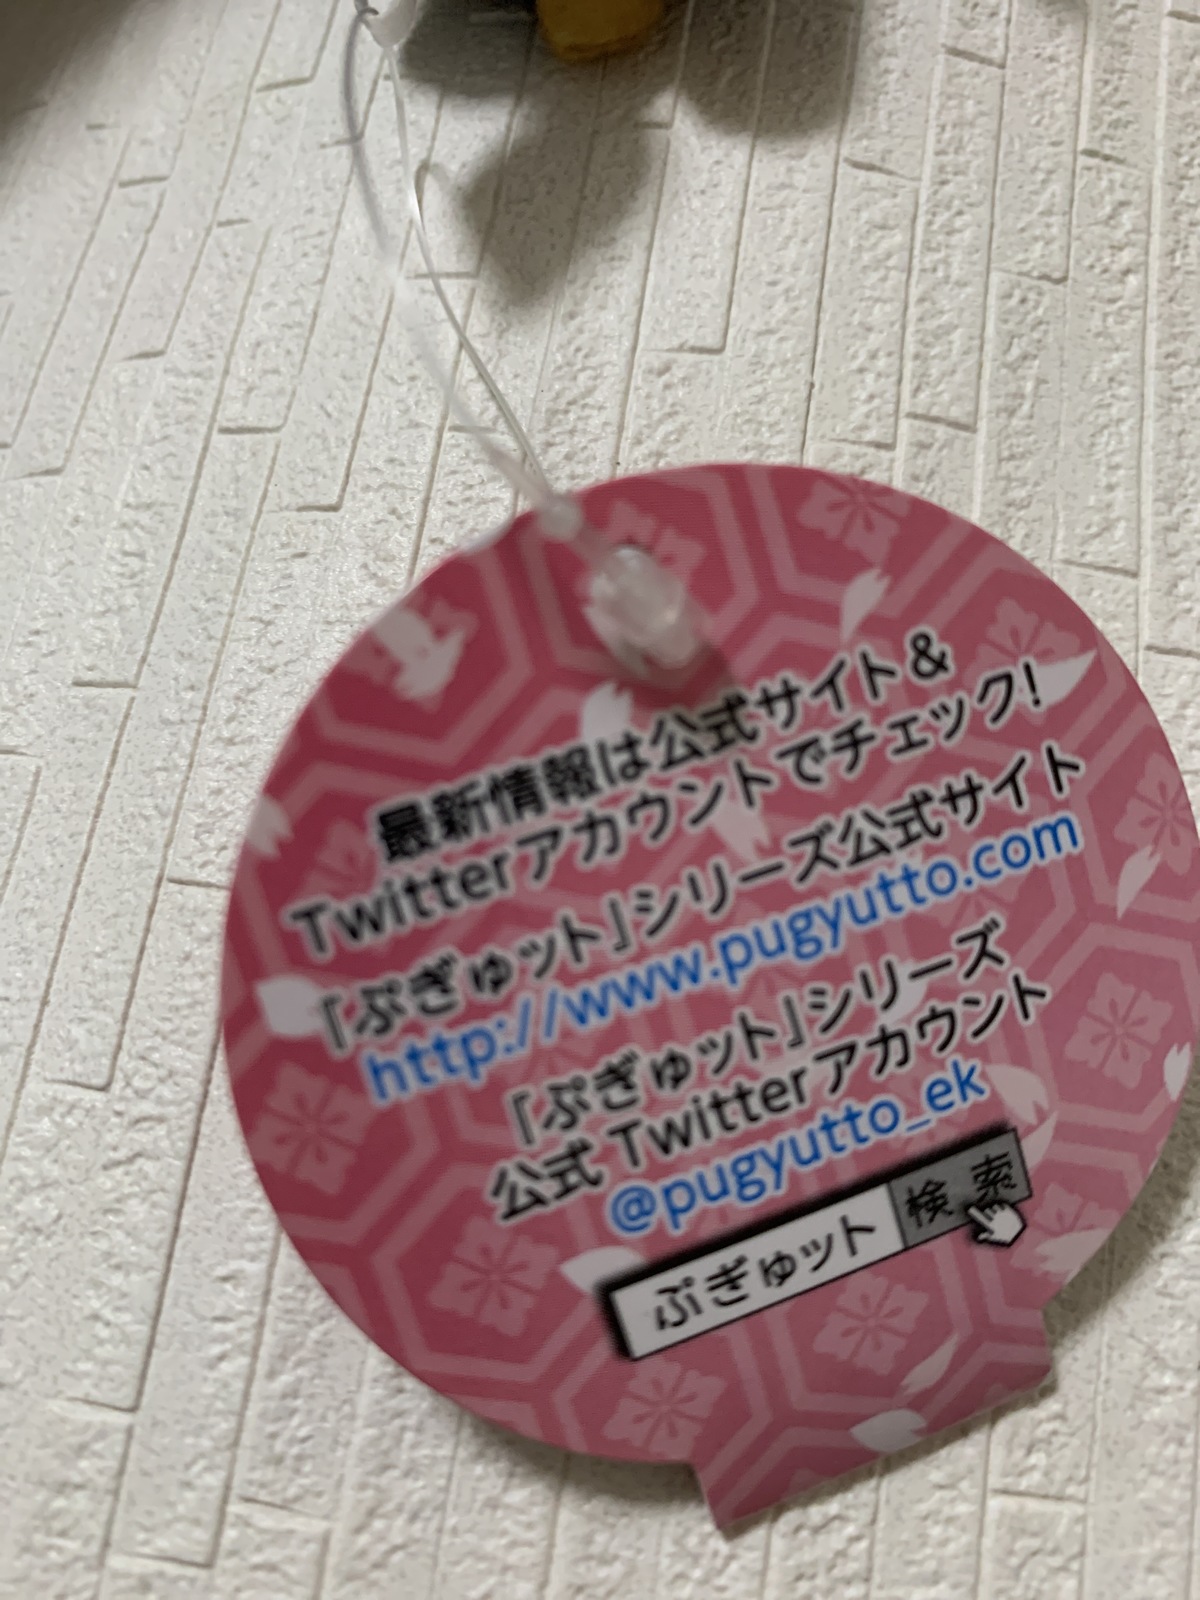 最新情報は公式サイト&
Twitterアカウントでチェック!
「ぷぎゅット」シリーズ公式サイト
http://www.pugyutto.com
「ぷぎゅット」シリーズ
公式 Twitterアカウント
@pugyutto_ek
ぷぎゅット 検索